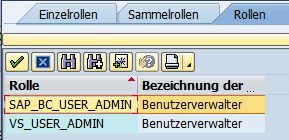 Einzelrollen Sammelrollen Rollen
Rolle Bezeichnung der
SAP_BC_USER_ADMIN Benutzerverwalter
VS_USER_ADMIN Benutzerverwalter